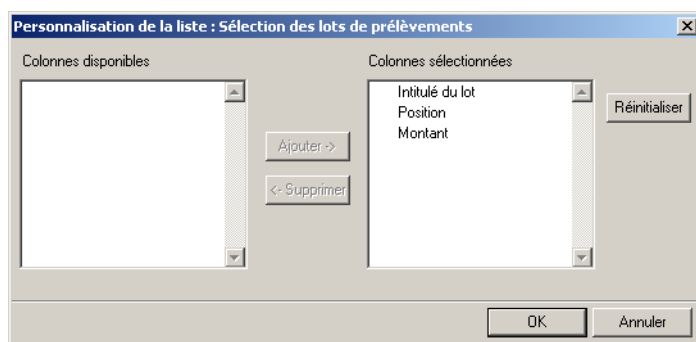 Personnalisation de la liste : Sélection des lots de prélèvements
Colonnes disponibles
Colonnes sélectionnées
Intitulé du lot
Position
Montant
Réinitialiser
Ajouter ->
<- Supprimer
OK
Annuler